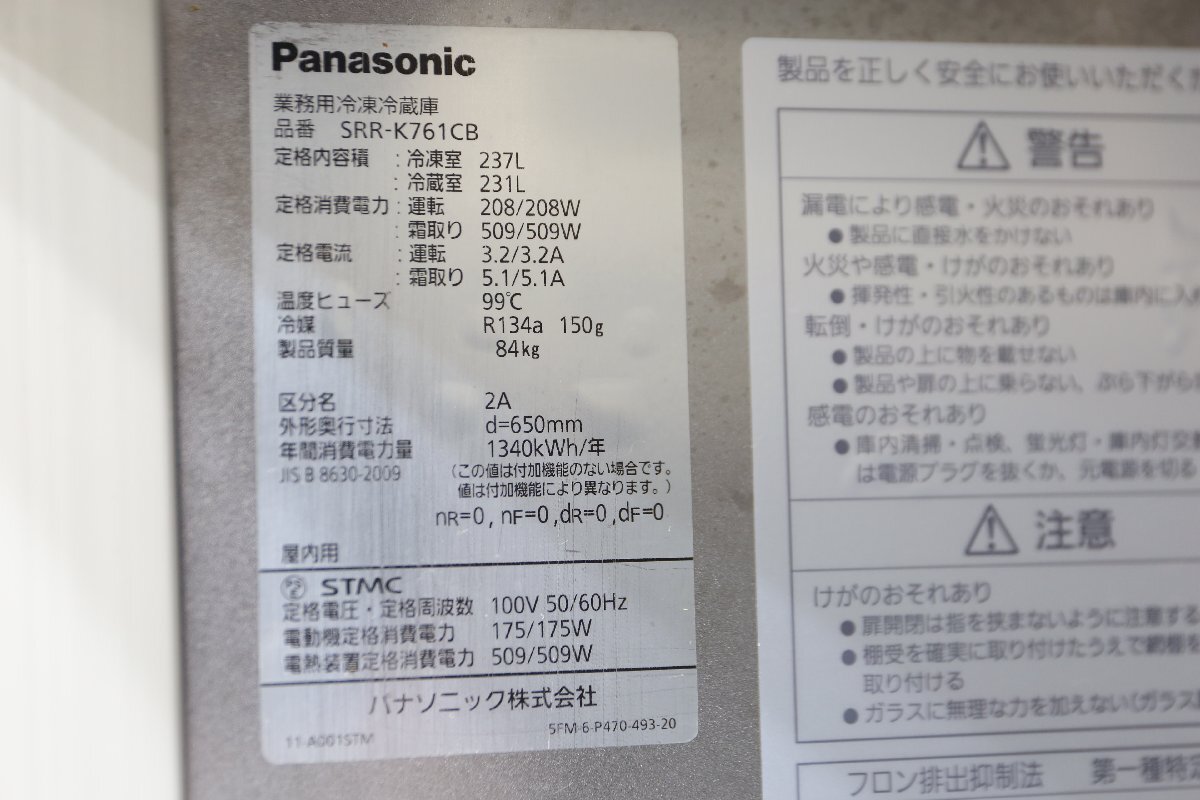 Panasonic
業務用冷凍冷蔵庫
品番 SRR-K761CB
定格内容積 : 冷凍室 237L
: 冷蔵室 231L
定格消費電力 : 運転 208/208W
: 霜取り 509/509W
定格電流 : 運転 3.2/3.2A
: 霜取り 5.1/5.1A
温度ヒューズ 99℃
冷媒 R134a 150g
製品質量 84kg
区分名 2A
外形奥行寸法 d=650mm
年間消費電力量 1340kWh/年
JIS B 8630-2009 (この値は付加機能のない場合です。
値は付加機能により異なります。)
nR=0, nF=0, dR=0, dF=0
屋内用
STMC
定格電圧・定格周波数 100V 50/60Hz
電動機定格消費電力 175/175W
電熱装置定格消費電力 509/509W
パナソニック株式会社
11-A001STM 5FM-6-P470-493-20
製品を正しく安全にお使いいただくた
警告
漏電により感電・火災のおそれあり
●製品に直接水をかけない
火災や感電・けがのおそれあり
●揮発性・引火性のあるものは庫内に入れ
転倒・けがのおそれあり
●製品の上に物を載せない
●製品や扉の上に乗らない、ぶら下がら
感電のおそれあり
●庫内清掃・点検、蛍光灯・庫内灯交
は電源プラグを抜くか、元電源を切る
注意
けがのおそれあり
●扉開閉は指を挟まないように注意する
●棚受を確実に取り付けたうえで網棚を
取り付ける
●ガラスに無理な力を加えない(ガラス
フロン排出抑制法 第一種特定